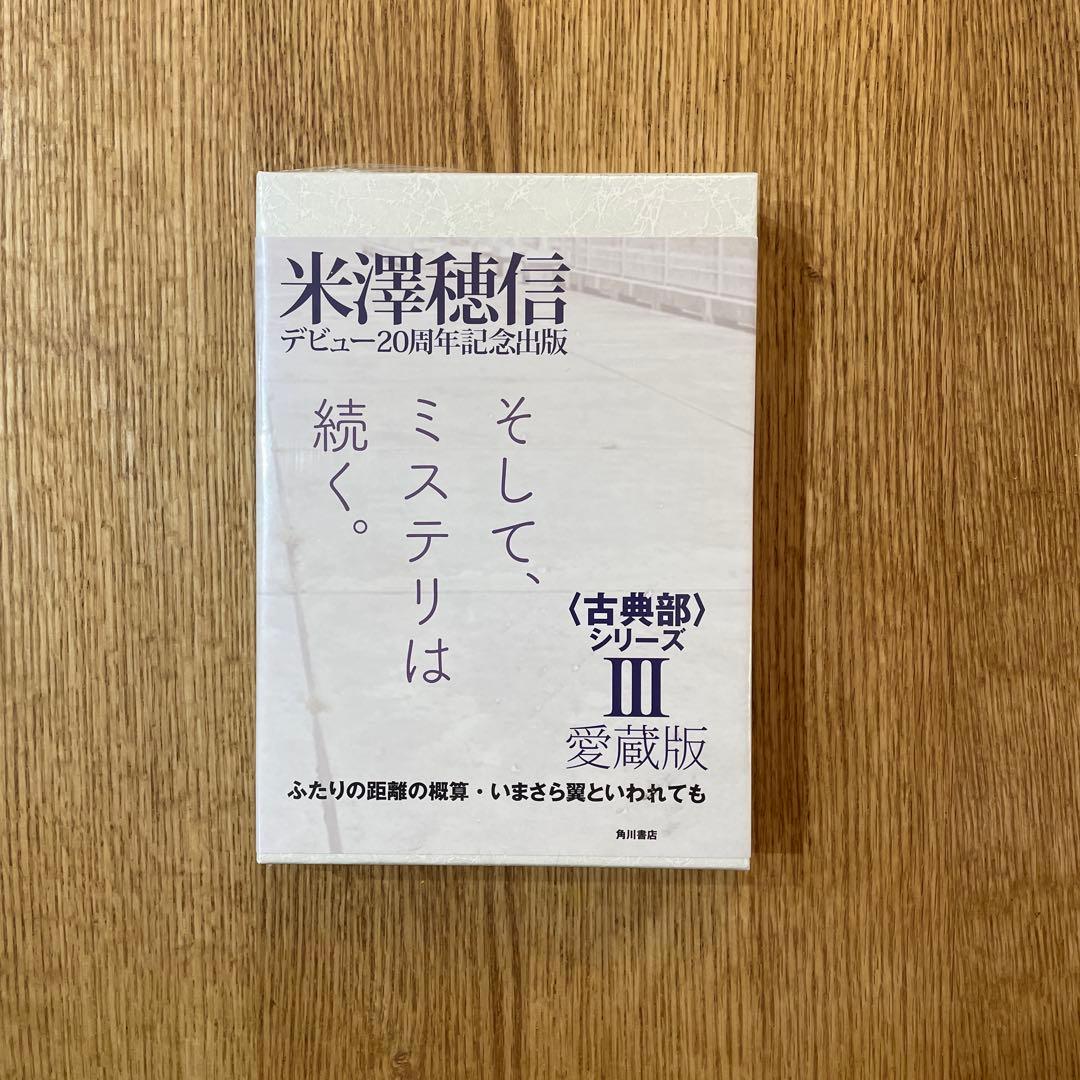 米澤穂信
デビュー20周年記念出版
そして、
ミステリは
続く。
〈古典部〉
シリーズ
III
愛蔵版
ふたりの距離の概算・いまさら翼といわれても
角川書店